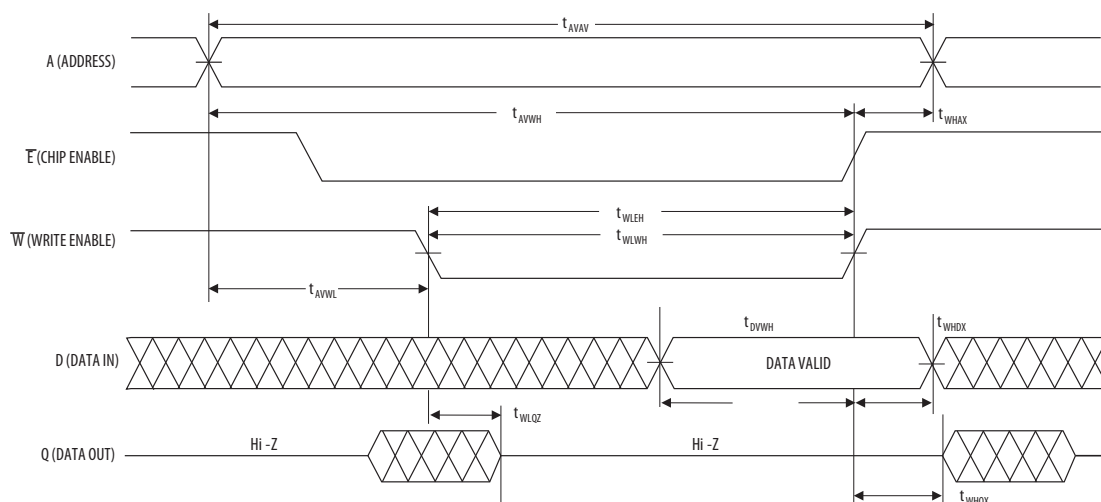 tAVAV
A (ADDRESS)
tAVWH
tWHAX
E̅ (CHIP ENABLE)
tWLEH
tWLWH
W̅ (WRITE ENABLE)
tAVWL
tDVWH
tWHDX
D (DATA IN)
DATA VALID
tWLQZ
Hi -Z
Hi -Z
Q (DATA OUT)
tWHQX